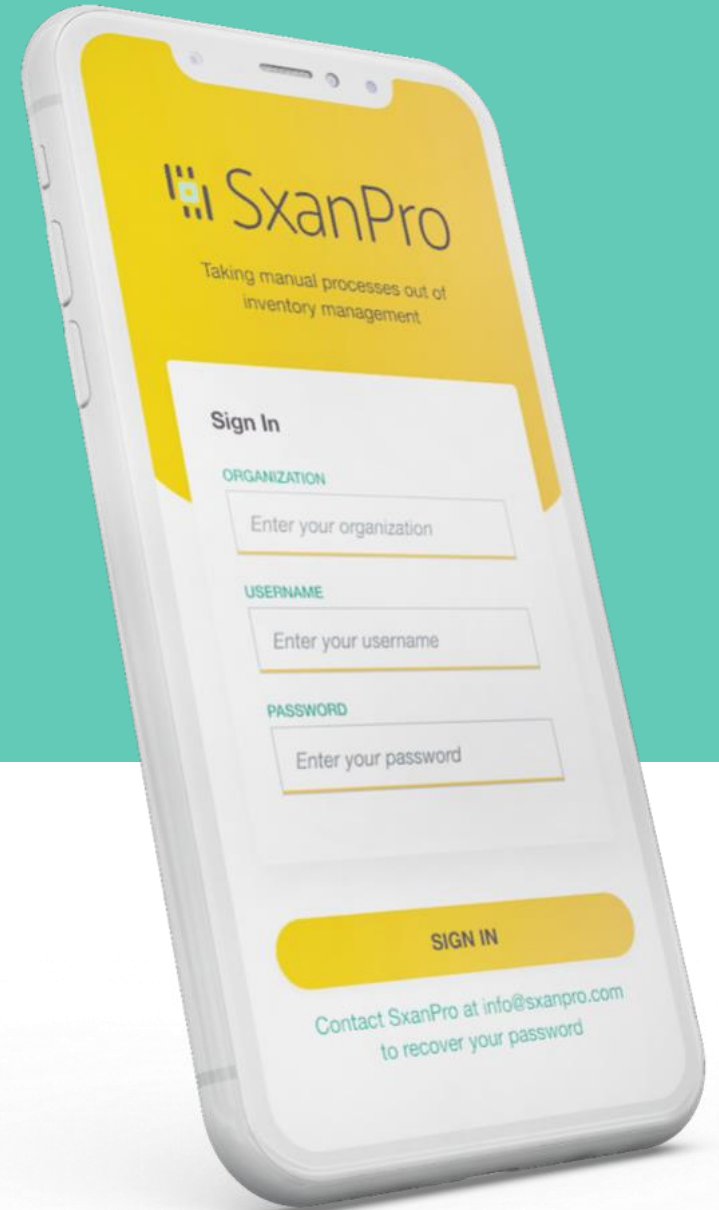 SxanPro
Taking manual processes out of
inventory management
Sign In
ORGANIZATION
Enter your organization
USERNAME
Enter your username
PASSWORD
Enter your password
SIGN IN
Contact SxanPro at info@sxanpro.com
to recover your password